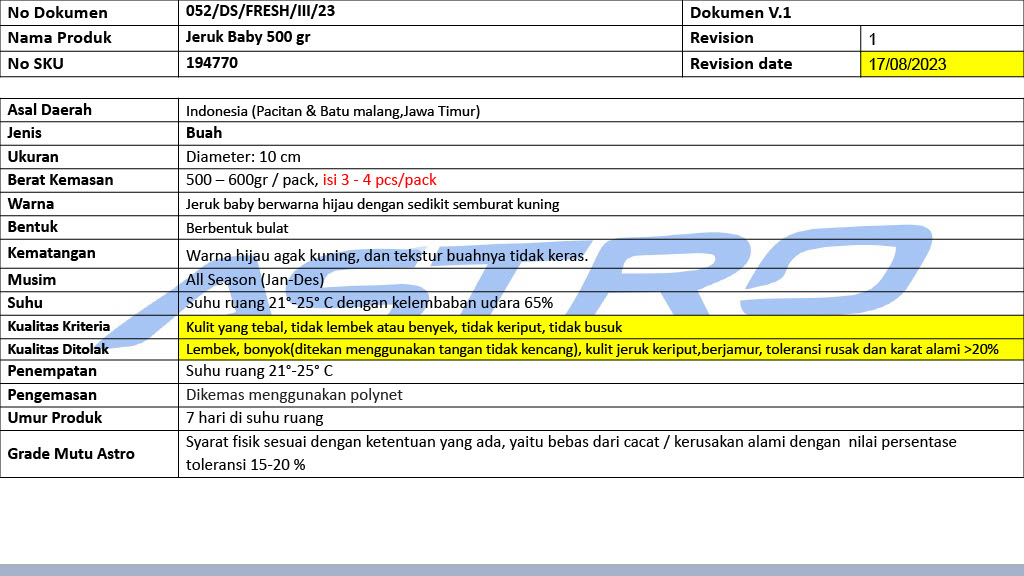 No Dokumen 052/DS/FRESH/III/23 Dokumen V.1
Nama Produk Jeruk Baby 500 gr Revision 1
No SKU 194770 Revision date 17/08/2023
Asal Daerah Indonesia (Pacitan & Batu malang,Jawa Timur)
Jenis Buah
Ukuran Diameter: 10 cm
Berat Kemasan 500 – 600gr / pack, isi 3 - 4 pcs/pack
Warna Jeruk baby berwarna hijau dengan sedikit semburat kuning
Bentuk Berbentuk bulat
Kematangan Warna hijau agak kuning, dan tekstur buahnya tidak keras.
Musim All Season (Jan-Des)
Suhu Suhu ruang 21°-25° C dengan kelembaban udara 65%
Kualitas Kriteria Kulit yang tebal, tidak lembek atau benyek, tidak keriput, tidak busuk
Kualitas Ditolak Lembek, bonyok(ditekan menggunakan tangan tidak kencang), kulit jeruk keriput,berjamur, toleransi rusak dan karat alami >20%
Penempatan Suhu ruang 21°-25° C
Pengemasan Dikemas menggunakan polynet
Umur Produk 7 hari di suhu ruang
Grade Mutu Astro Syarat fisik sesuai dengan ketentuan yang ada, yaitu bebas dari cacat / kerusakan alami dengan nilai persentase
toleransi 15-20 %
ASTRO